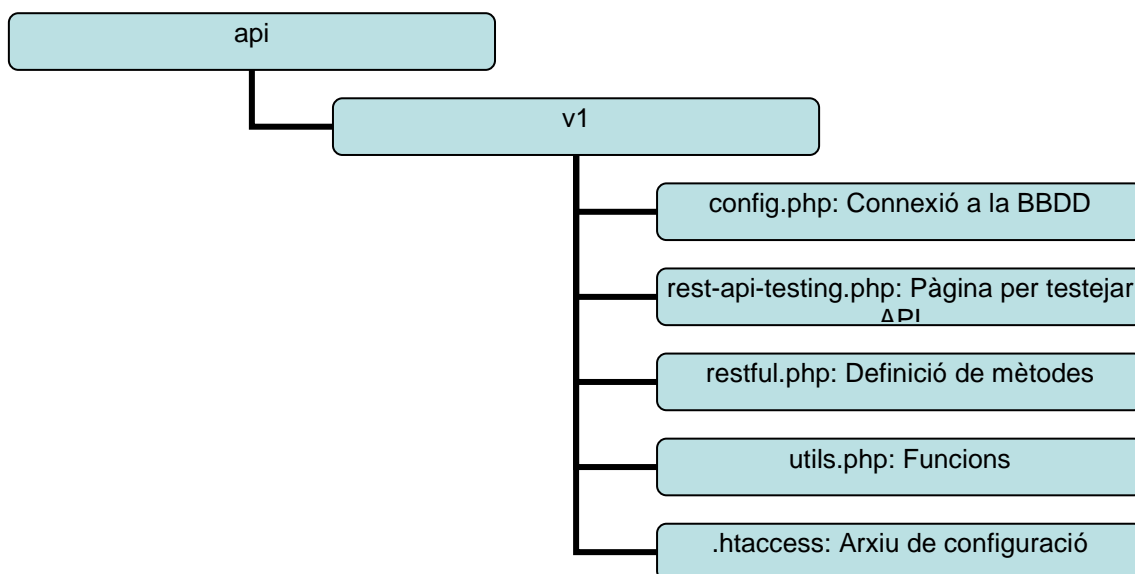 api
v1
config.php: Connexió a la BBDD
rest-api-testing.php: Pàgina per testejar
API
restful.php: Definició de mètodes
utils.php: Funcions
.htaccess: Arxiu de configuració